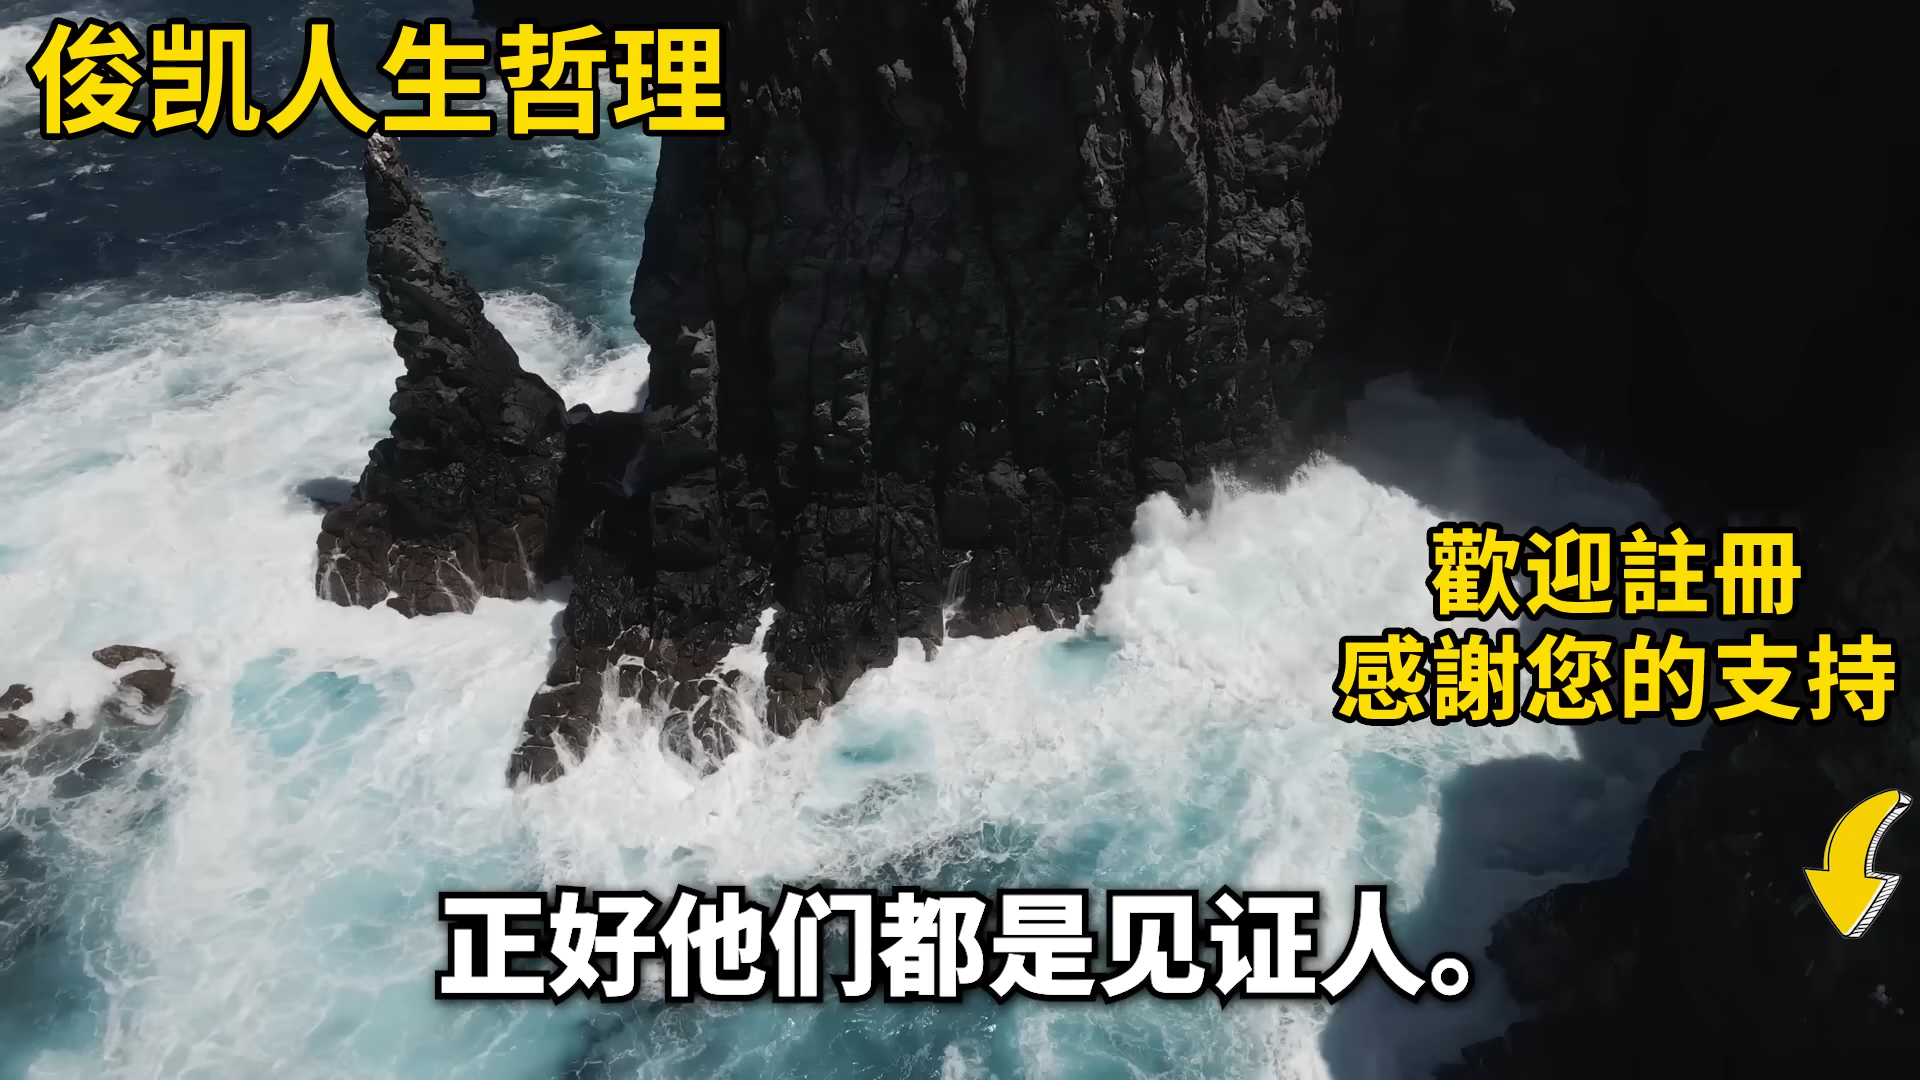 俊凯人生哲理
歡迎註冊
感謝您的支持
正好他们都是见证人。